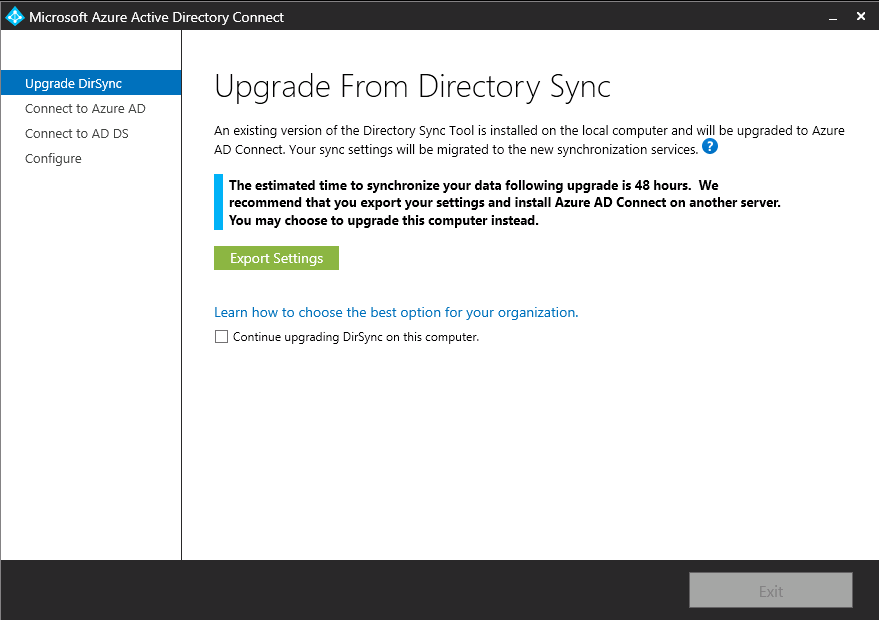 Microsoft Azure Active Directory Connect
Upgrade DirSync
Connect to Azure AD
Connect to AD DS
Configure
Upgrade From Directory Sync
An existing version of the Directory Sync Tool is installed on the local computer and will be upgraded to Azure
AD Connect. Your sync settings will be migrated to the new synchronization services. ?
The estimated time to synchronize your data following upgrade is 48 hours.  We
recommend that you export your settings and install Azure AD Connect on another server.
You may choose to upgrade this computer instead.
Export Settings
Learn how to choose the best option for your organization.
Continue upgrading DirSync on this computer.
Exit